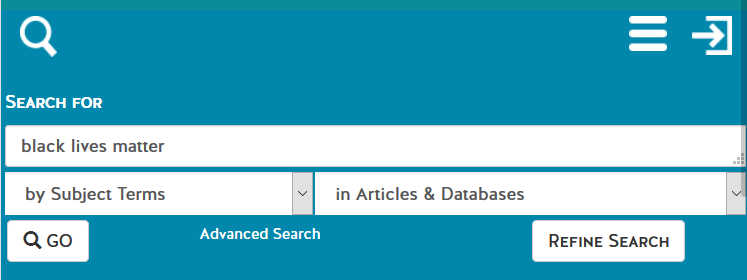 Search for
black lives matter
by Subject Terms in Articles & Databases
GO Advanced Search Refine Search